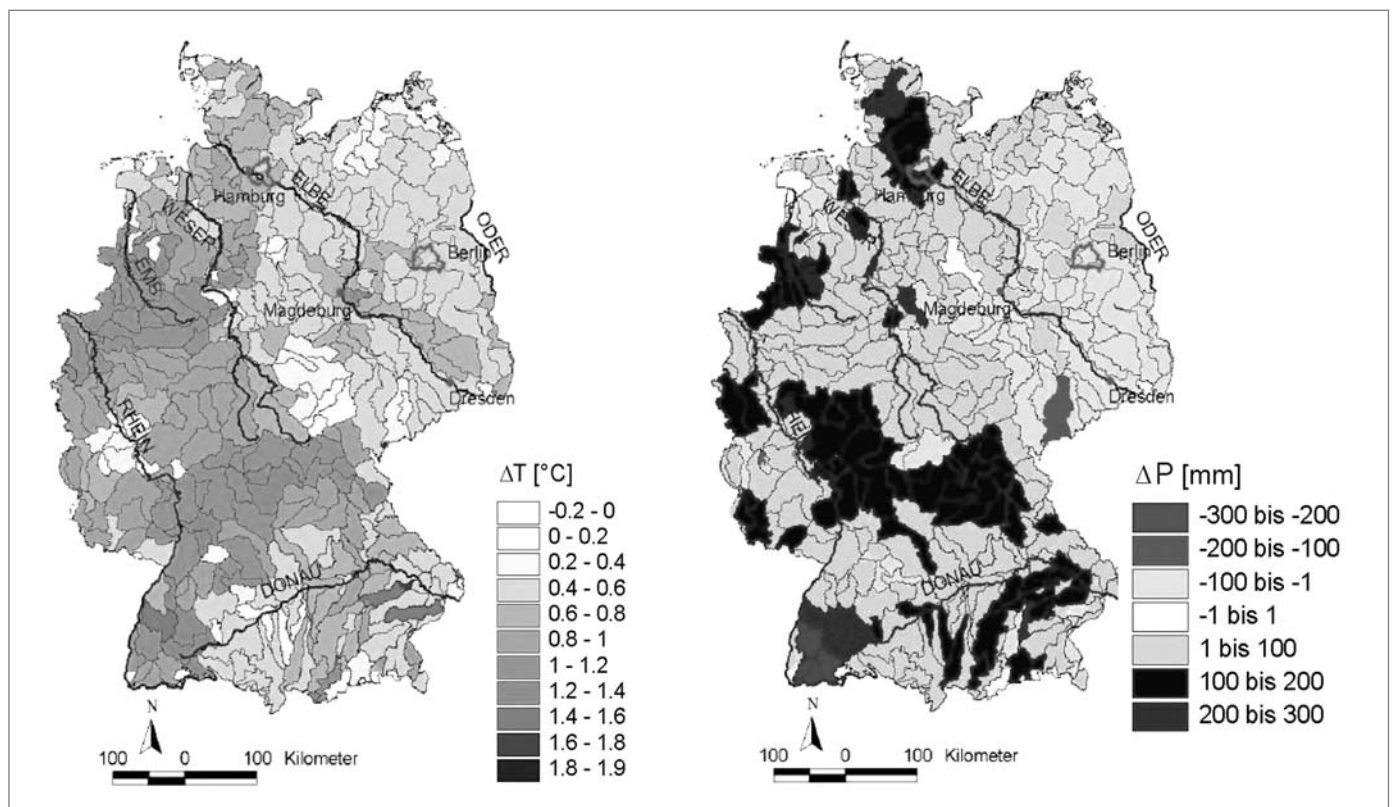 Hamburg
ELBE
WESER
EMS
ODER
Berlin
Magdeburg
Dresden
RHEIN
DONAU
ΔT [°C]
-0.2 - 0
0 - 0.2
0.2 - 0.4
0.4 - 0.6
0.6 - 0.8
0.8 - 1
1 - 1.2
1.2 - 1.4
1.4 - 1.6
1.6 - 1.8
1.8 - 1.9
N
100 0 100 Kilometer
Hamburg
ELBE
ODER
Berlin
Magdeburg
Dresden
DONAU
Δ P [mm]
-300 bis -200
-200 bis -100
-100 bis -1
-1 bis 1
1 bis 100
100 bis 200
200 bis 300
N
100 0 100 Kilometer